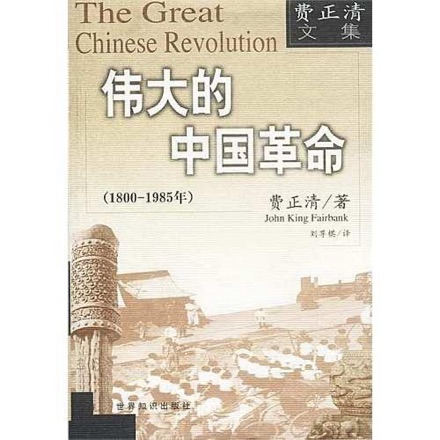 The Great
Chinese Revolution
费正清
文集
伟大的
中国革命
(1800-1985年)
费正清/著
John King Fairbank
刘尊棋/译
世界知识出版社